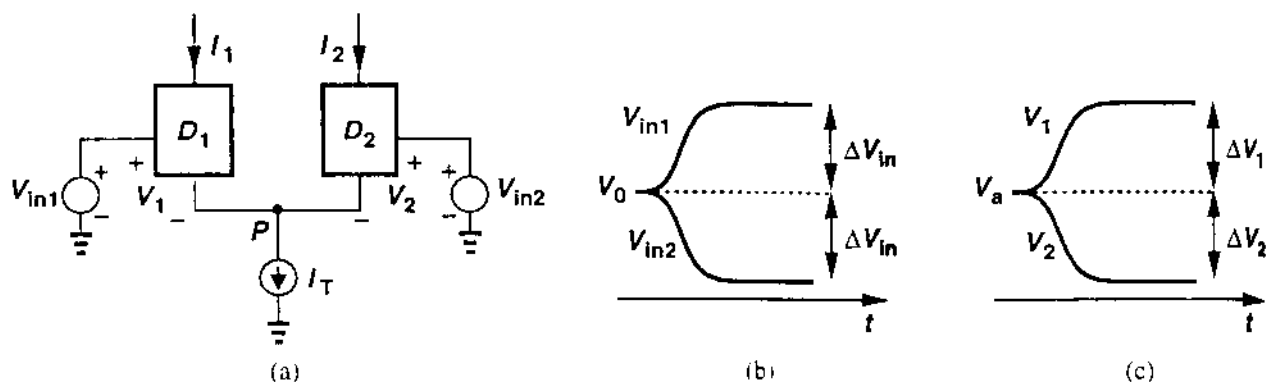 I1 I2
D1 D2
+ + +
Vin1 + V1 V2 + Vin2
− − − −
P
IT
(a)
Vin1
ΔVin
V0
Vin2
ΔVin
t
(b)
V1
ΔV1
Va
V2
ΔV2
t
(c)